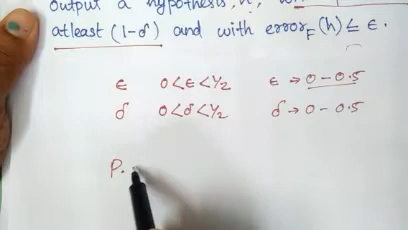 output a hypothesis, h,
atleast (1-δ) and with error_F(h) ≤ ε.
ε 0<ε<1/2 ε → 0 - 0.5
δ 0<δ<1/2 δ → 0 - 0.5
P.